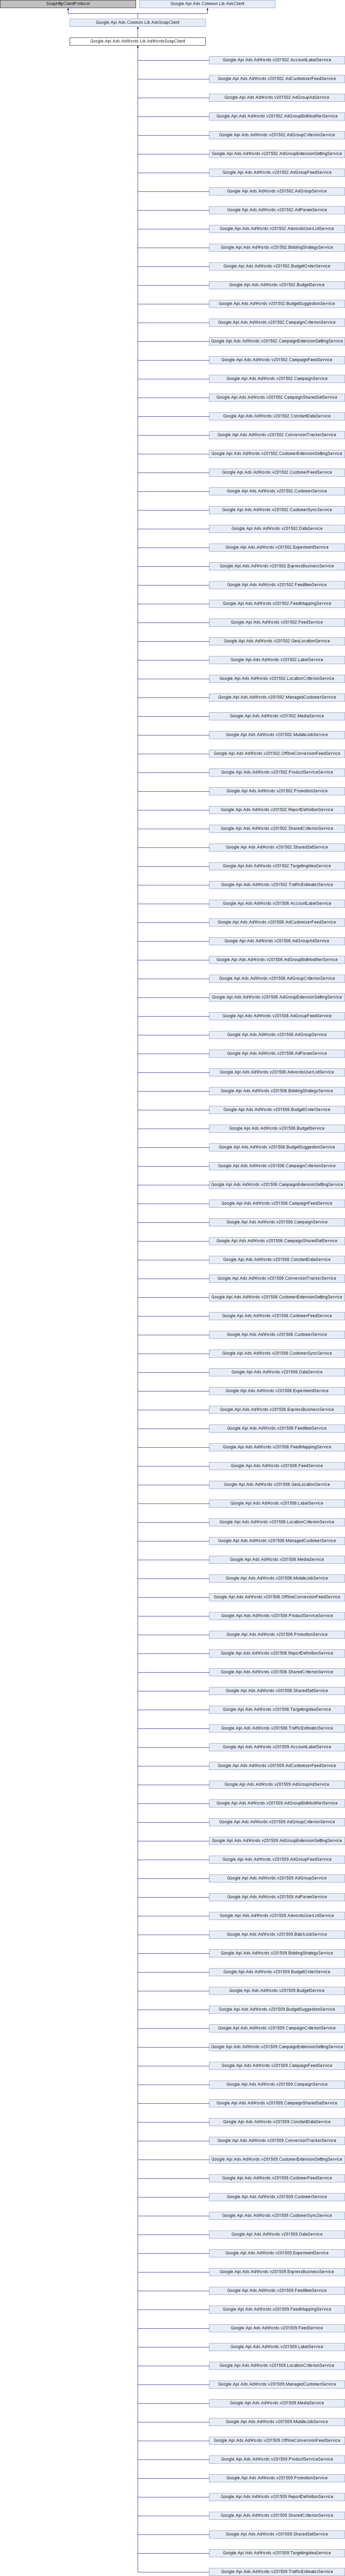 SoapHttpClientProtocol
Google.Api.Ads.Common.Lib.AdsClient
Google.Api.Ads.Common.Lib.AdsSoapClient
Google.Api.Ads.AdWords.Lib.AdWordsSoapClient
Google.Api.Ads.AdWords.v201502.AccountLabelService
Google.Api.Ads.AdWords.v201502.AdCustomizerFeedService
Google.Api.Ads.AdWords.v201502.AdGroupAdService
Google.Api.Ads.AdWords.v201502.AdGroupBidModifierService
Google.Api.Ads.AdWords.v201502.AdGroupCriterionService
Google.Api.Ads.AdWords.v201502.AdGroupExtensionSettingService
Google.Api.Ads.AdWords.v201502.AdGroupFeedService
Google.Api.Ads.AdWords.v201502.AdGroupService
Google.Api.Ads.AdWords.v201502.AdParamService
Google.Api.Ads.AdWords.v201502.AdwordsUserListService
Google.Api.Ads.AdWords.v201502.BiddingStrategyService
Google.Api.Ads.AdWords.v201502.BudgetOrderService
Google.Api.Ads.AdWords.v201502.BudgetService
Google.Api.Ads.AdWords.v201502.BudgetSuggestionService
Google.Api.Ads.AdWords.v201502.CampaignCriterionService
Google.Api.Ads.AdWords.v201502.CampaignExtensionSettingService
Google.Api.Ads.AdWords.v201502.CampaignFeedService
Google.Api.Ads.AdWords.v201502.CampaignService
Google.Api.Ads.AdWords.v201502.CampaignSharedSetService
Google.Api.Ads.AdWords.v201502.ConstantDataService
Google.Api.Ads.AdWords.v201502.ConversionTrackerService
Google.Api.Ads.AdWords.v201502.CustomerExtensionSettingService
Google.Api.Ads.AdWords.v201502.CustomerFeedService
Google.Api.Ads.AdWords.v201502.CustomerService
Google.Api.Ads.AdWords.v201502.CustomerSyncService
Google.Api.Ads.AdWords.v201502.DataService
Google.Api.Ads.AdWords.v201502.ExperimentService
Google.Api.Ads.AdWords.v201502.ExpressBusinessService
Google.Api.Ads.AdWords.v201502.FeedItemService
Google.Api.Ads.AdWords.v201502.FeedMappingService
Google.Api.Ads.AdWords.v201502.FeedService
Google.Api.Ads.AdWords.v201502.GeoLocationService
Google.Api.Ads.AdWords.v201502.LabelService
Google.Api.Ads.AdWords.v201502.LocationCriterionService
Google.Api.Ads.AdWords.v201502.ManagedCustomerService
Google.Api.Ads.AdWords.v201502.MediaService
Google.Api.Ads.AdWords.v201502.MutateJobService
Google.Api.Ads.AdWords.v201502.OfflineConversionFeedService
Google.Api.Ads.AdWords.v201502.ProductServiceService
Google.Api.Ads.AdWords.v201502.PromotionService
Google.Api.Ads.AdWords.v201502.ReportDefinitionService
Google.Api.Ads.AdWords.v201502.SharedCriterionService
Google.Api.Ads.AdWords.v201502.SharedSetService
Google.Api.Ads.AdWords.v201502.TargetingIdeaService
Google.Api.Ads.AdWords.v201502.TrafficEstimatorService
Google.Api.Ads.AdWords.v201506.AccountLabelService
Google.Api.Ads.AdWords.v201506.AdCustomizerFeedService
Google.Api.Ads.AdWords.v201506.AdGroupAdService
Google.Api.Ads.AdWords.v201506.AdGroupBidModifierService
Google.Api.Ads.AdWords.v201506.AdGroupCriterionService
Google.Api.Ads.AdWords.v201506.AdGroupExtensionSettingService
Google.Api.Ads.AdWords.v201506.AdGroupFeedService
Google.Api.Ads.AdWords.v201506.AdGroupService
Google.Api.Ads.AdWords.v201506.AdParamService
Google.Api.Ads.AdWords.v201506.AdwordsUserListService
Google.Api.Ads.AdWords.v201506.BiddingStrategyService
Google.Api.Ads.AdWords.v201506.BudgetOrderService
Google.Api.Ads.AdWords.v201506.BudgetService
Google.Api.Ads.AdWords.v201506.BudgetSuggestionService
Google.Api.Ads.AdWords.v201506.CampaignCriterionService
Google.Api.Ads.AdWords.v201506.CampaignExtensionSettingService
Google.Api.Ads.AdWords.v201506.CampaignFeedService
Google.Api.Ads.AdWords.v201506.CampaignService
Google.Api.Ads.AdWords.v201506.CampaignSharedSetService
Google.Api.Ads.AdWords.v201506.ConstantDataService
Google.Api.Ads.AdWords.v201506.ConversionTrackerService
Google.Api.Ads.AdWords.v201506.CustomerExtensionSettingService
Google.Api.Ads.AdWords.v201506.CustomerFeedService
Google.Api.Ads.AdWords.v201506.CustomerService
Google.Api.Ads.AdWords.v201506.CustomerSyncService
Google.Api.Ads.AdWords.v201506.DataService
Google.Api.Ads.AdWords.v201506.ExperimentService
Google.Api.Ads.AdWords.v201506.ExpressBusinessService
Google.Api.Ads.AdWords.v201506.FeedItemService
Google.Api.Ads.AdWords.v201506.FeedMappingService
Google.Api.Ads.AdWords.v201506.FeedService
Google.Api.Ads.AdWords.v201506.GeoLocationService
Google.Api.Ads.AdWords.v201506.LabelService
Google.Api.Ads.AdWords.v201506.LocationCriterionService
Google.Api.Ads.AdWords.v201506.ManagedCustomerService
Google.Api.Ads.AdWords.v201506.MediaService
Google.Api.Ads.AdWords.v201506.MutateJobService
Google.Api.Ads.AdWords.v201506.OfflineConversionFeedService
Google.Api.Ads.AdWords.v201506.ProductServiceService
Google.Api.Ads.AdWords.v201506.PromotionService
Google.Api.Ads.AdWords.v201506.ReportDefinitionService
Google.Api.Ads.AdWords.v201506.SharedCriterionService
Google.Api.Ads.AdWords.v201506.SharedSetService
Google.Api.Ads.AdWords.v201506.TargetingIdeaService
Google.Api.Ads.AdWords.v201506.TrafficEstimatorService
Google.Api.Ads.AdWords.v201509.AccountLabelService
Google.Api.Ads.AdWords.v201509.AdCustomizerFeedService
Google.Api.Ads.AdWords.v201509.AdGroupAdService
Google.Api.Ads.AdWords.v201509.AdGroupBidModifierService
Google.Api.Ads.AdWords.v201509.AdGroupCriterionService
Google.Api.Ads.AdWords.v201509.AdGroupExtensionSettingService
Google.Api.Ads.AdWords.v201509.AdGroupFeedService
Google.Api.Ads.AdWords.v201509.AdGroupService
Google.Api.Ads.AdWords.v201509.AdParamService
Google.Api.Ads.AdWords.v201509.AdwordsUserListService
Google.Api.Ads.AdWords.v201509.BatchJobService
Google.Api.Ads.AdWords.v201509.BiddingStrategyService
Google.Api.Ads.AdWords.v201509.BudgetOrderService
Google.Api.Ads.AdWords.v201509.BudgetService
Google.Api.Ads.AdWords.v201509.BudgetSuggestionService
Google.Api.Ads.AdWords.v201509.CampaignCriterionService
Google.Api.Ads.AdWords.v201509.CampaignExtensionSettingService
Google.Api.Ads.AdWords.v201509.CampaignFeedService
Google.Api.Ads.AdWords.v201509.CampaignService
Google.Api.Ads.AdWords.v201509.CampaignSharedSetService
Google.Api.Ads.AdWords.v201509.ConstantDataService
Google.Api.Ads.AdWords.v201509.ConversionTrackerService
Google.Api.Ads.AdWords.v201509.CustomerExtensionSettingService
Google.Api.Ads.AdWords.v201509.CustomerFeedService
Google.Api.Ads.AdWords.v201509.CustomerService
Google.Api.Ads.AdWords.v201509.CustomerSyncService
Google.Api.Ads.AdWords.v201509.DataService
Google.Api.Ads.AdWords.v201509.ExperimentService
Google.Api.Ads.AdWords.v201509.ExpressBusinessService
Google.Api.Ads.AdWords.v201509.FeedItemService
Google.Api.Ads.AdWords.v201509.FeedMappingService
Google.Api.Ads.AdWords.v201509.FeedService
Google.Api.Ads.AdWords.v201509.LabelService
Google.Api.Ads.AdWords.v201509.LocationCriterionService
Google.Api.Ads.AdWords.v201509.ManagedCustomerService
Google.Api.Ads.AdWords.v201509.MediaService
Google.Api.Ads.AdWords.v201509.MutateJobService
Google.Api.Ads.AdWords.v201509.OfflineConversionFeedService
Google.Api.Ads.AdWords.v201509.ProductServiceService
Google.Api.Ads.AdWords.v201509.PromotionService
Google.Api.Ads.AdWords.v201509.ReportDefinitionService
Google.Api.Ads.AdWords.v201509.SharedCriterionService
Google.Api.Ads.AdWords.v201509.SharedSetService
Google.Api.Ads.AdWords.v201509.TargetingIdeaService
Google.Api.Ads.AdWords.v201509.TrafficEstimatorService